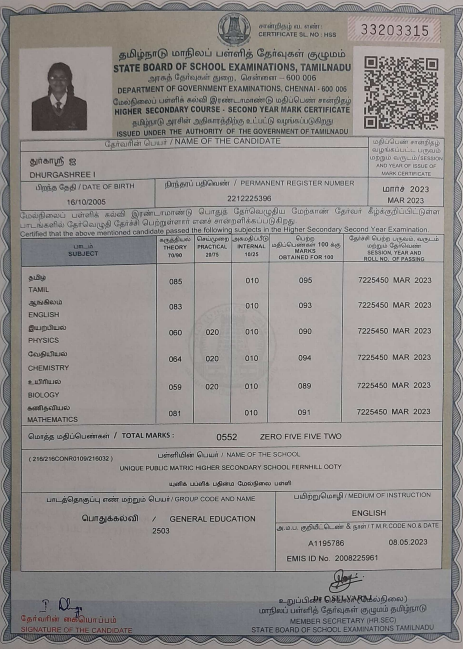 சான்றிதழ் வ. எண் :
CERTIFICATE SL. NO : HSS
33203315
தமிழ்நாடு மாநிலப் பள்ளித் தேர்வுகள் குழுமம்
STATE BOARD OF SCHOOL EXAMINATIONS, TAMILNADU
அரசுத் தேர்வுகள் துறை, சென்னை – 600 006
DEPARTMENT OF GOVERNMENT EXAMINATIONS, CHENNAI - 600 006
மேல்நிலைப் பள்ளிக் கல்வி இரண்டாமாண்டு மதிப்பெண் சான்றிதழ்
HIGHER SECONDARY COURSE - SECOND YEAR MARK CERTIFICATE
தமிழ்நாடு அரசின் அதிகாரத்திற்கு உட்பட்டு வழங்கப்படுகிறது
ISSUED UNDER THE AUTHORITY OF THE GOVERNMENT OF TAMILNADU
தேர்வரின் பெயர் / NAME OF THE CANDIDATE
மதிப்பெண் சான்றிதழ் வழங்கப்பட்ட பருவம் மற்றும் வருடம்/SESSION AND YEAR OF ISSUE OF MARK CERTIFICATE
துர்காஸ்ரீ ஐ
DHURGASHREE I
பிறந்த தேதி / DATE OF BIRTH
நிரந்தரப் பதிவெண் / PERMANENT REGISTER NUMBER
மார்ச் 2023
16/10/2005
2212225396
MAR 2023
மேல்நிலைப் பள்ளிக் கல்வி இரண்டாமாண்டு பொதுத் தேர்வெழுதிய மேற்கண்ட தேர்வர் கீழ்க்குறிப்பிட்டுள்ள
பாடங்களில் தேர்வெழுதி தேர்ச்சி பெற்றுள்ளார் எனச் சான்றளிக்கப்படுகிறது.
Certified that the above mentioned candidate passed the following subjects in the Higher Secondary Second Year Examination.
பாடம் SUBJECT
கருத்தியல் THEORY 70/90
செய்முறை PRACTICAL 20/75
அகமதிப்பீடு INTERNAL 10/25
பெற்ற மதிப்பெண்கள் 100 க்கு MARKS OBTAINED FOR 100
தேர்ச்சி பெற்ற பருவம், வருடம் மற்றும் தேர்வெண் SESSION, YEAR AND ROLL NO. OF PASSING
தமிழ்
TAMIL 085 010 095 7225450 MAR 2023
ஆங்கிலம்
ENGLISH 083 010 093 7225450 MAR 2023
இயற்பியல்
PHYSICS 060 020 010 090 7225450 MAR 2023
வேதியியல்
CHEMISTRY 064 020 010 094 7225450 MAR 2023
உயிரியல்
BIOLOGY 059 020 010 089 7225450 MAR 2023
கணிதவியல்
MATHEMATICS 081 010 091 7225450 MAR 2023
மொத்த மதிப்பெண்கள் / TOTAL MARKS : 0552 ZERO FIVE FIVE TWO
பள்ளியின் பெயர் / NAME OF THE SCHOOL
( 216/216CONR0109/216032 )
UNIQUE PUBLIC MATRIC HIGHER SECONDARY SCHOOL FERNHILL OOTY
யுனிக் பப்ளிக் பதின்ம மேல்நிலை பள்ளி
பாடத்தொகுப்பு எண் மற்றும் பெயர் / GROUP CODE AND NAME
பயிற்றுமொழி / MEDIUM OF INSTRUCTION
ENGLISH
பொதுக்கல்வி / GENERAL EDUCATION
2503
அ.ம.ப. குறியீட்டெண் & நாள் / T.M.R.CODE NO.& DATE
A1195786 08.05.2023
EMIS ID No. 2008225961
Dr C.SELVARAJ
உறுப்பினர் செயலர் (மேல்நிலை)
தேர்வரின் கையொப்பம்
மாநிலப் பள்ளித் தேர்வுகள் குழுமம் தமிழ்நாடு
MEMBER SECRETARY (HR.SEC)
SIGNATURE OF THE CANDIDATE
STATE BOARD OF SCHOOL EXAMINATIONS TAMILNADU